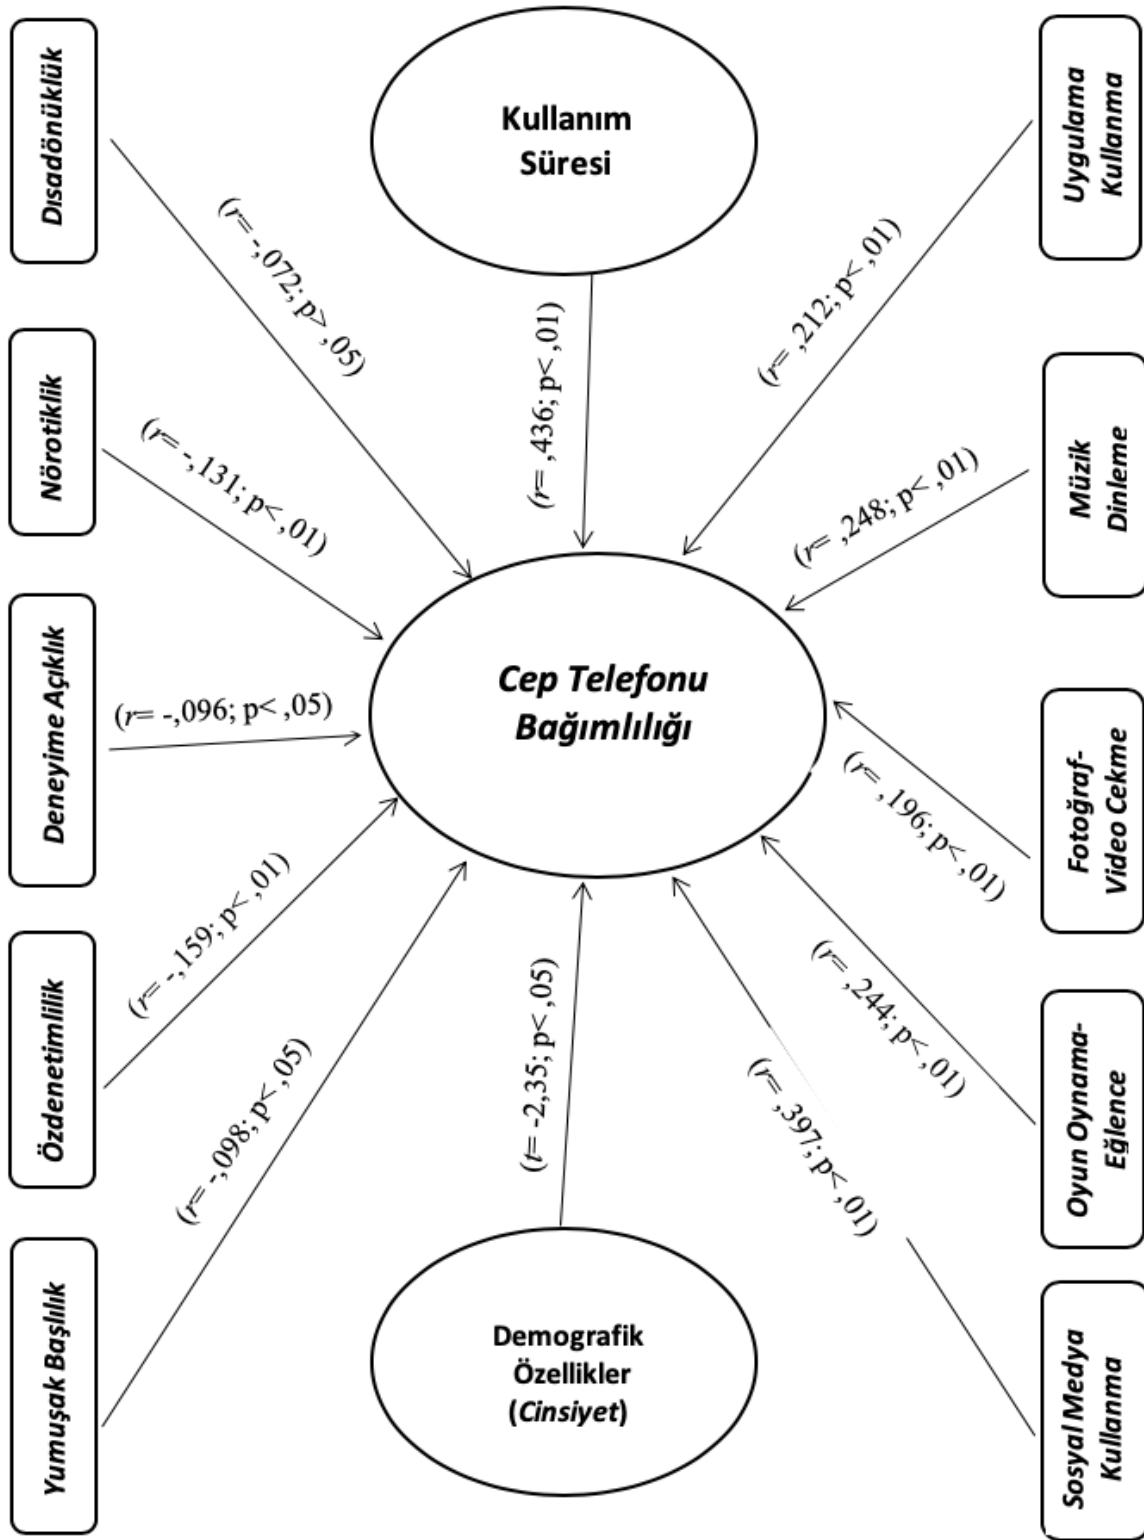 Dısadönüklük
Nörotiklik
Deneyime Açıklık
Özdenetimlilik
Yumuşak Başlılık
Kullanım
Süresi
(r= -,072; p> ,05)
(r= -,131; p< ,01)
(r= -,096; p< ,05)
(r= -,159; p< ,01)
(r= -,098; p< ,05)
(r= ,436; p< ,01)
Cep Telefonu
Bağımlılığı
(t= -2,35; p< ,05)
Demografik
Özellikler
(Cinsiyet)
(r= ,212; p< ,01)
(r= ,248; p< ,01)
(r= ,196; p< ,01)
(r= ,244; p< ,01)
(r= ,397; p< ,01)
Uygulama
Kullanma
Müzik
Dinleme
Fotoğraf-
Video Cekme
Oyun Oynama-
Eğlence
Sosyal Medya
Kullanma